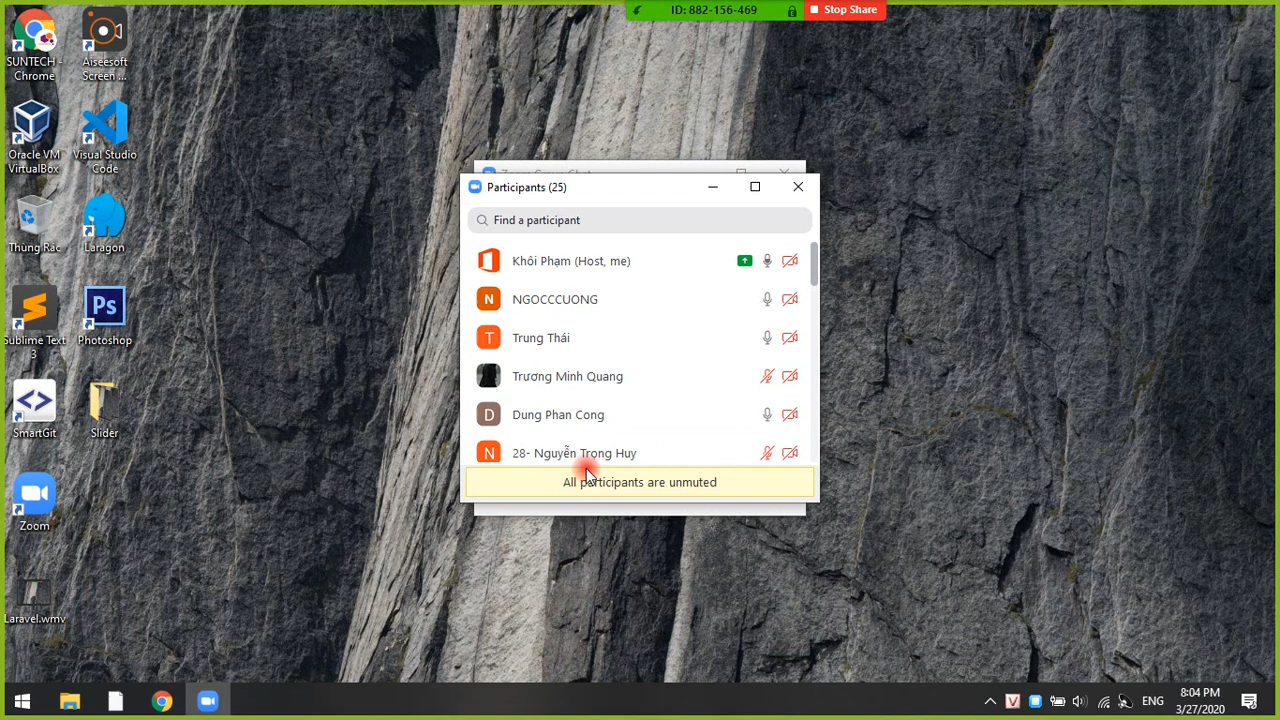 ID: 882-156-469
Stop Share
SUNTECH -
Chrome
Aiseesoft
Screen ...
Oracle VM
VirtualBox
Visual Studio
Code
Thùng Rác
Laragon
Sublime Text
3
Ps
Photoshop
SmartGit
Slider
Zoom
Laravel.wmv
Participants (25)
Find a participant
Khôi Phạm (Host, me)
N NGOCCCUONG
T Trung Thái
Trương Minh Quang
D Dung Phan Cong
N 28- Nguyễn Trọng Huy
All participants are unmuted
V
ENG
8:04 PM
3/27/2020